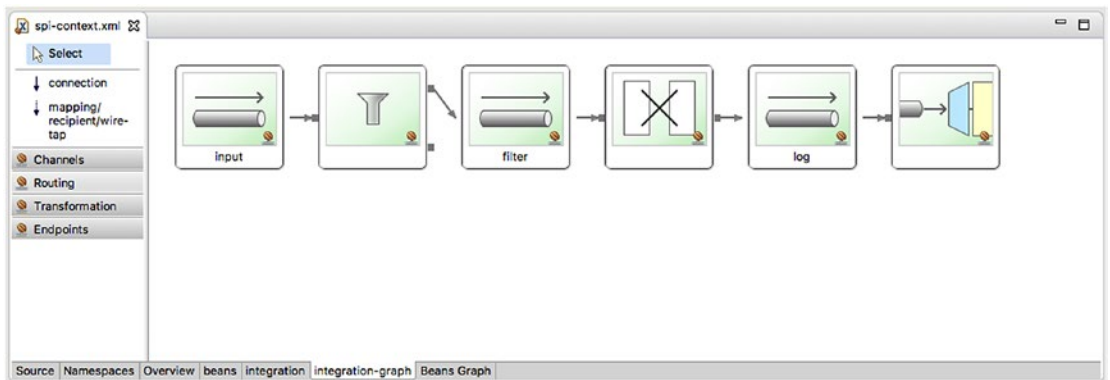 spi-context.xml
Select
connection
mapping/
recipient/wire-
tap
Channels
Routing
Transformation
Endpoints
input
filter
log
Source Namespaces Overview beans integration integration-graph Beans Graph